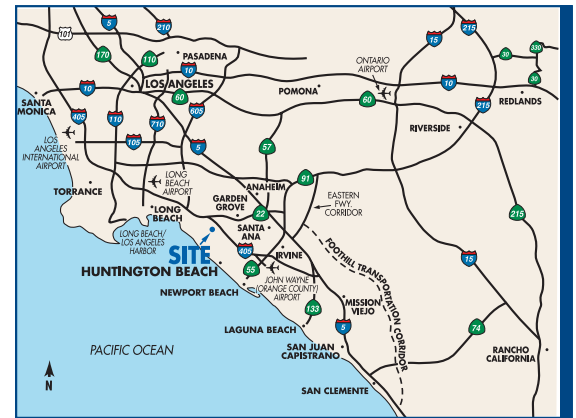 5
210
215
101
15
170
110
PASADENA
30
330
10
ONTARIO
AIRPORT
10
LOS ANGELES
POMONA
10
30
60
60
215
REDLANDS
SANTA
MONICA
405
110
710
605
RIVERSIDE
LOS
ANGELES
INTERNATIONAL
AIRPORT
105
5
57
LONG
BEACH
AIRPORT
91
TORRANCE
ANAHEIM
EASTERN
FWY.
CORRIDOR
GARDEN
GROVE
LONG
BEACH
22
215
SANTA
ANA
LONG BEACH/
LOS ANGELES
HARBOR
SITE
405
IRVINE
FOOTHILL TRANSPORTATION CORRIDOR
15
HUNTINGTON BEACH
55
JOHN WAYNE
(ORANGE COUNTY)
AIRPORT
NEWPORT BEACH
MISSION
VIEJO
133
LAGUNA BEACH
5
74
PACIFIC OCEAN
SAN JUAN
CAPISTRANO
RANCHO
CALIFORNIA
N
SAN CLEMENTE